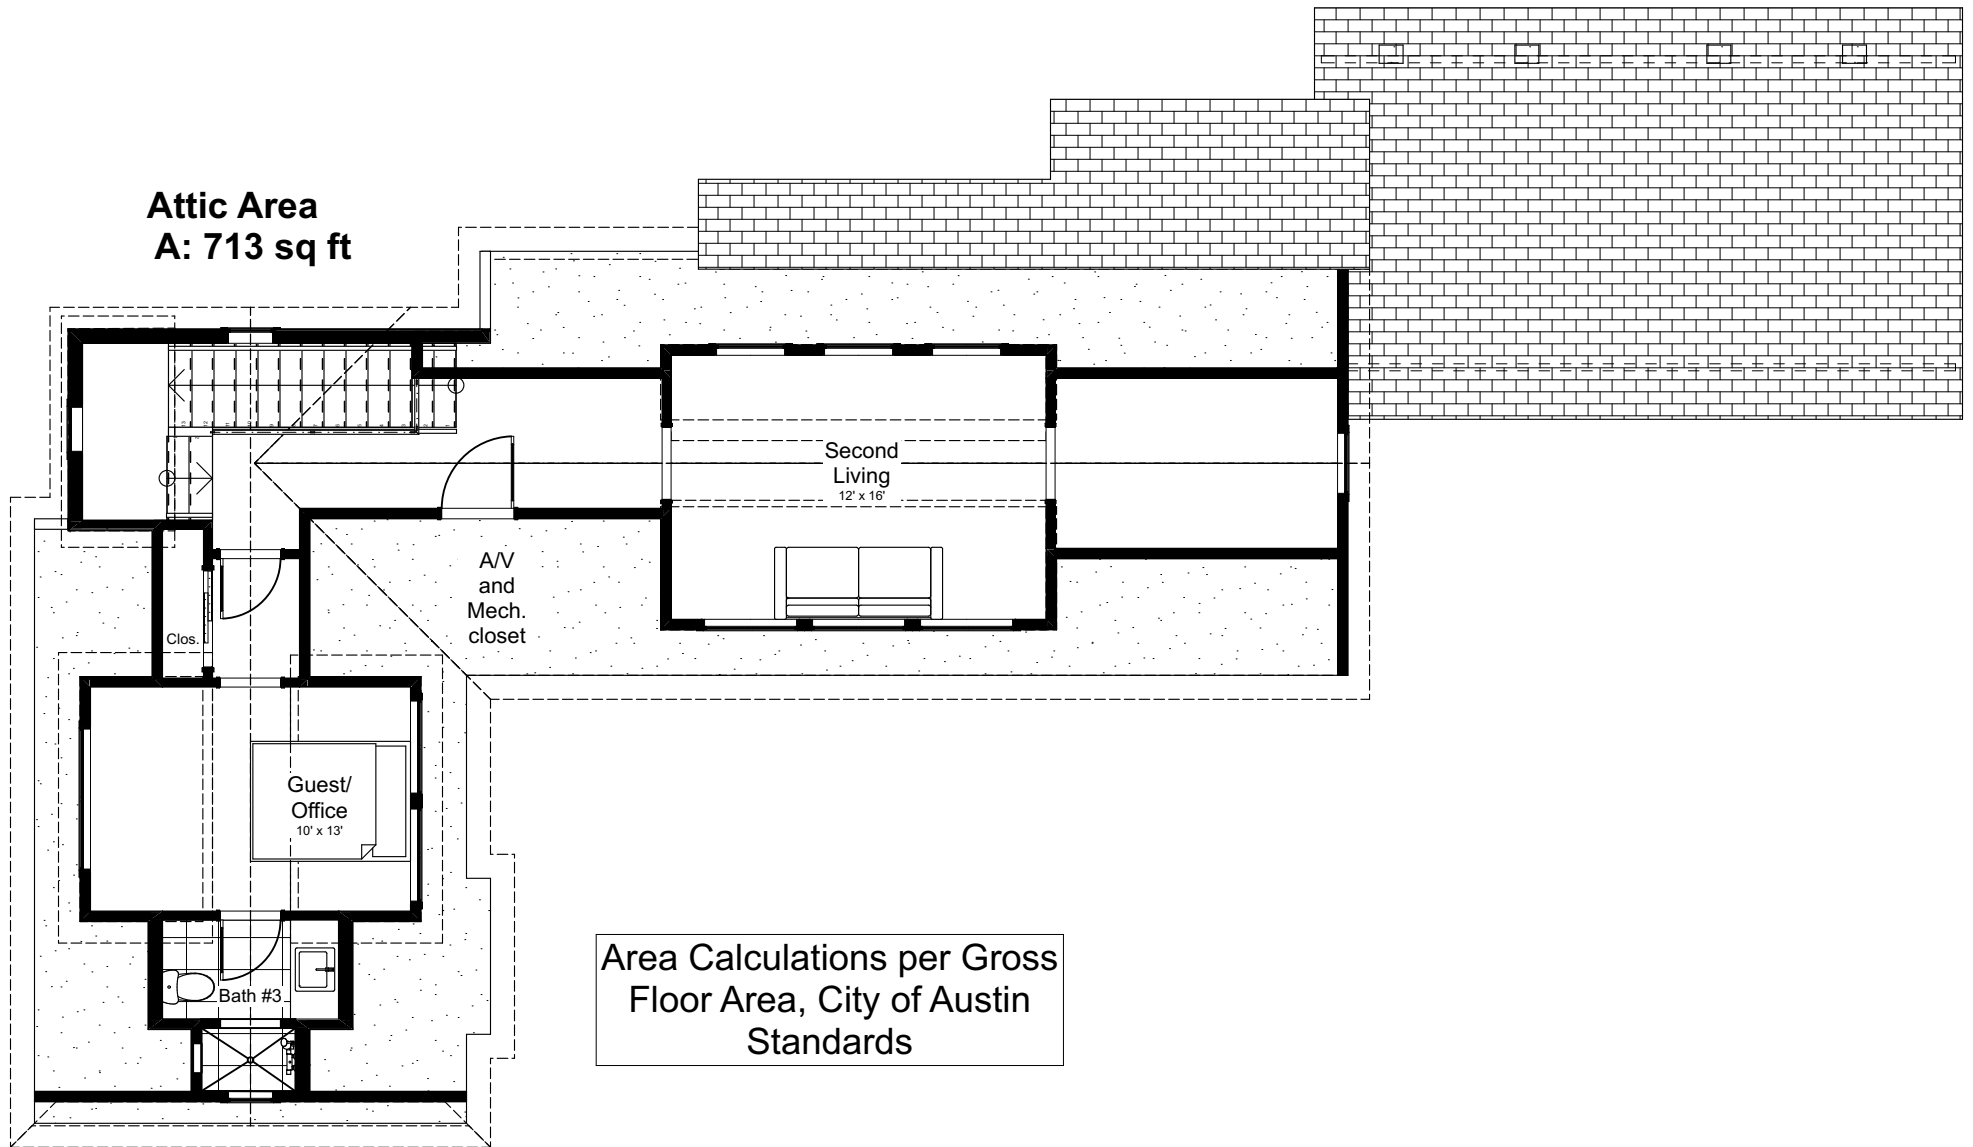 Attic Area
A: 713 sq ft
Second
Living
12' x 16'
A/V
and
Mech.
closet
Clos.
Guest/
Office
10' x 13'
Bath #3
Area Calculations per Gross
Floor Area, City of Austin
Standards